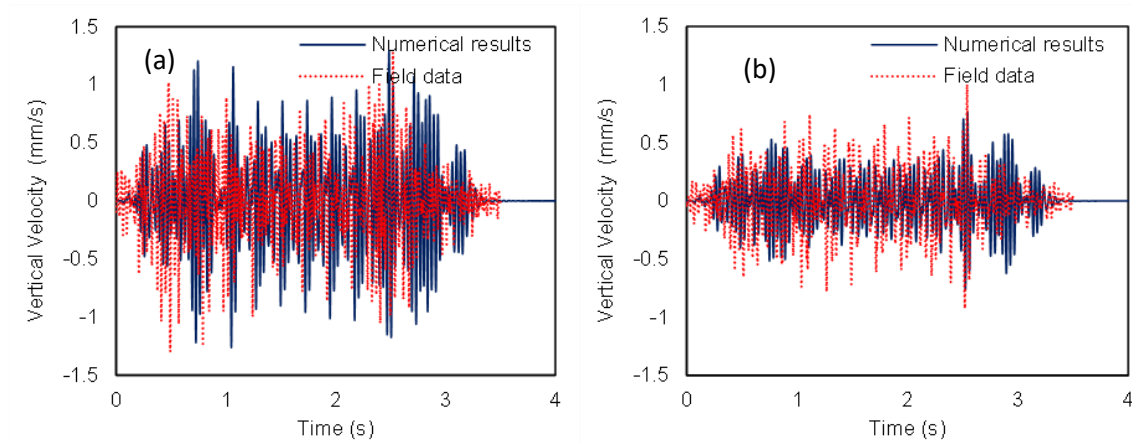 (a)
Numerical results
Field data
Vertical Velocity (mm/s)
1.5
1
0.5
0
-0.5
-1
-1.5
0 1 2 3 4
Time (s)
(b)
Numerical results
Field data
Vertical Velocity (mm/s)
1.5
1
0.5
0
-0.5
-1
-1.5
0 1 2 3 4
Time (s)